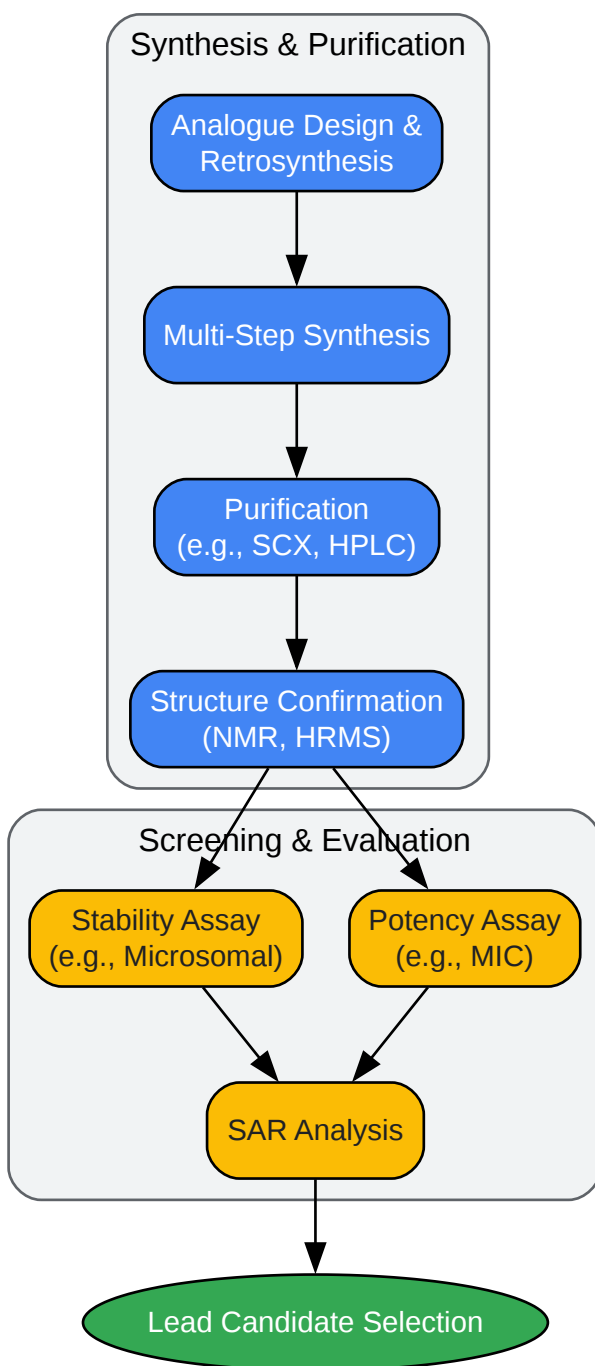 Synthesis & Purification
Analogue Design &
Retrosynthesis
Multi-Step Synthesis
Purification
(e.g., SCX, HPLC)
Structure Confirmation
(NMR, HRMS)
Screening & Evaluation
Stability Assay
(e.g., Microsomal)
Potency Assay
(e.g., MIC)
SAR Analysis
Lead Candidate Selection